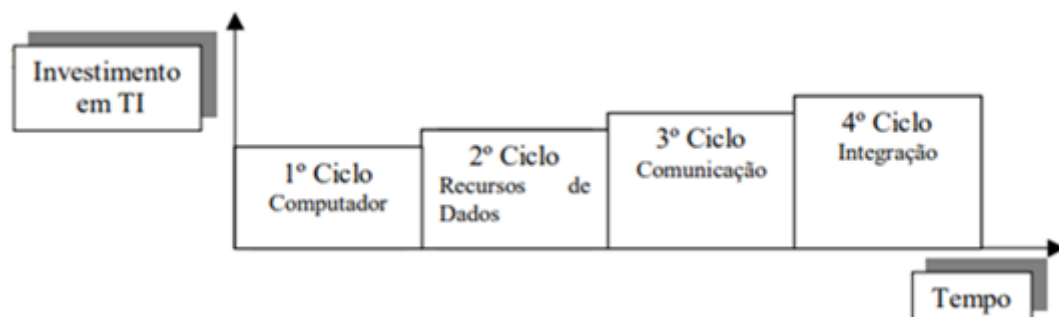 Investimento
em TI
1º Ciclo
Computador
2º Ciclo
Recursos de
Dados
3º Ciclo
Comunicação
4º Ciclo
Integração
Tempo